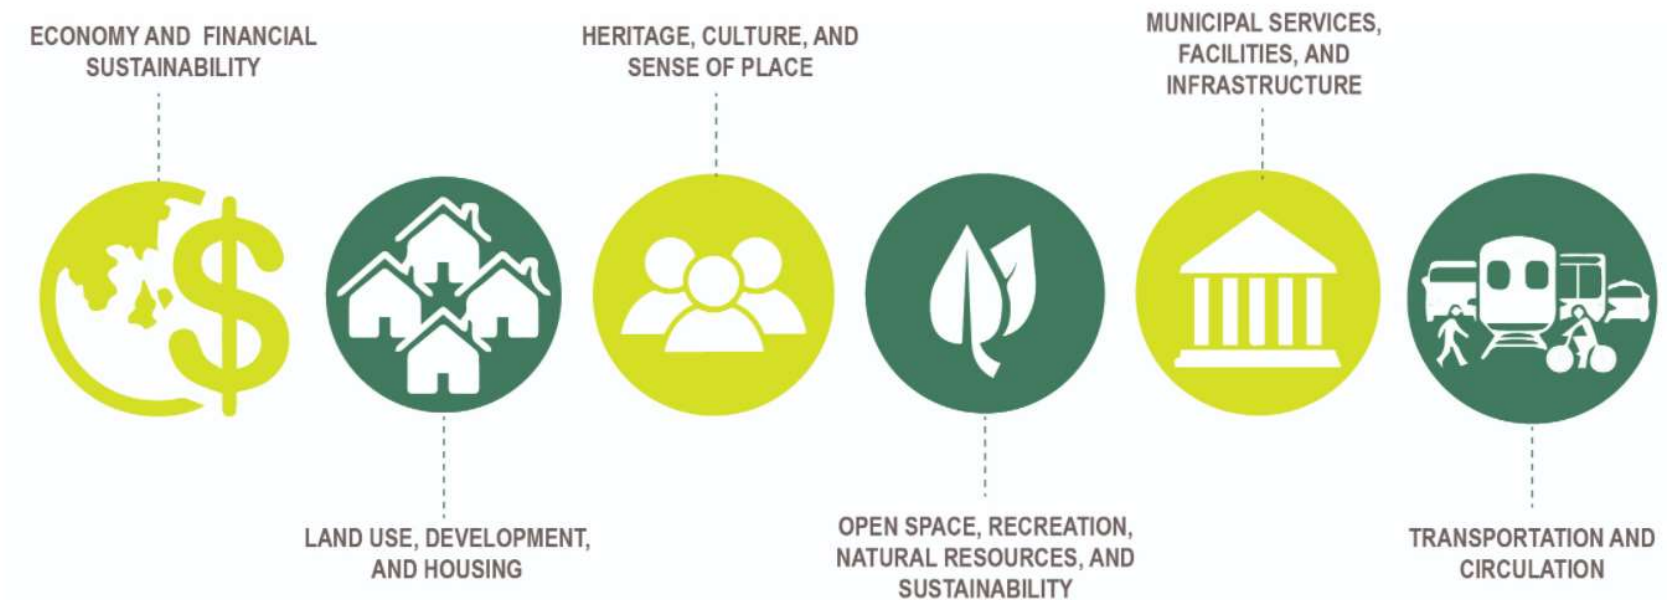 ECONOMY AND FINANCIAL
SUSTAINABILITY
LAND USE, DEVELOPMENT,
AND HOUSING
HERITAGE, CULTURE, AND
SENSE OF PLACE
OPEN SPACE, RECREATION,
NATURAL RESOURCES, AND
SUSTAINABILITY
MUNICIPAL SERVICES,
FACILITIES, AND
INFRASTRUCTURE
TRANSPORTATION AND
CIRCULATION